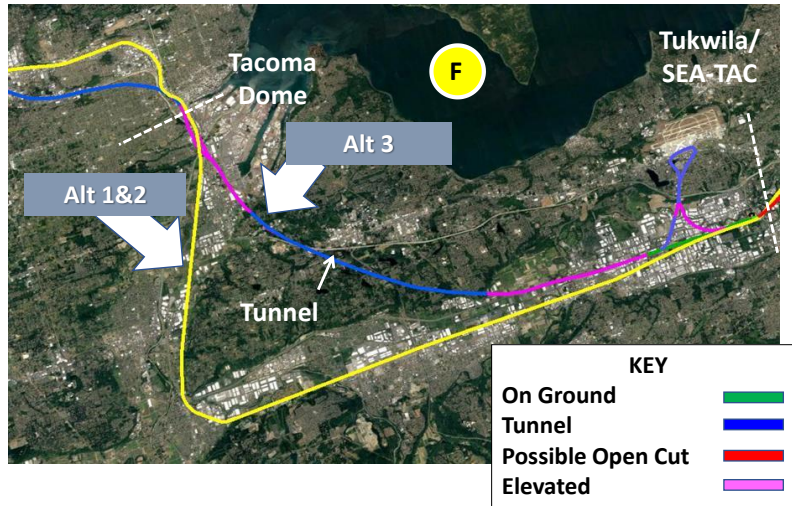 Tacoma
Dome
F
Tukwila/
SEA-TAC
Alt 3
Alt 1&2
Tunnel
KEY
On Ground
Tunnel
Possible Open Cut
Elevated